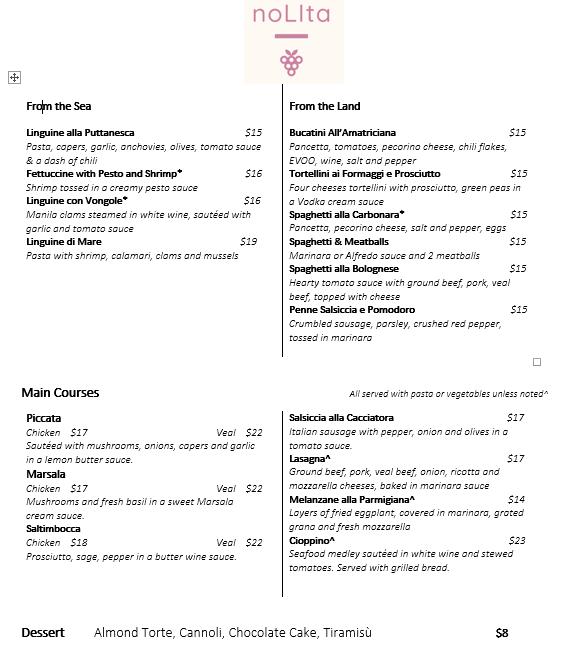 noLIta
From the Sea
Linguine alla Puttanesca $15
Pasta, capers, garlic, anchovies, olives, tomato sauce
& a dash of chili
Fettuccine with Pesto and Shrimp* $16
Shrimp tossed in a creamy pesto sauce
Linguine con Vongole* $16
Manila clams steamed in white wine, sautéed with
garlic and tomato sauce
Linguine di Mare $19
Pasta with shrimp, calamari, clams and mussels
From the Land
Bucatini All'Amatriciana $15
Pancetta, tomatoes, pecorino cheese, chili flakes,
EVOO, wine, salt and pepper
Tortellini ai Formaggi e Prosciutto $15
Four cheeses tortellini with prosciutto, green peas in
a Vodka cream sauce
Spaghetti alla Carbonara* $15
Pancetta, pecorino cheese, salt and pepper, eggs
Spaghetti & Meatballs $15
Marinara or Alfredo sauce and 2 meatballs
Spaghetti alla Bolognese $15
Hearty tomato sauce with ground beef, pork, veal
beef, topped with cheese
Penne Salsiccia e Pomodoro $15
Crumbled sausage, parsley, crushed red pepper,
tossed in marinara
Main Courses All served with pasta or vegetables unless noted^
Piccata
Chicken $17 Veal $22
Sautéed with mushrooms, onions, capers and garlic
in a lemon butter sauce.
Marsala
Chicken $17 Veal $22
Mushrooms and fresh basil in a sweet Marsala
cream sauce.
Saltimbocca
Chicken $18 Veal $22
Prosciutto, sage, pepper in a butter wine sauce.
Salsiccia alla Cacciatora $17
Italian sausage with pepper, onion and olives in a
tomato sauce.
Lasagna^ $17
Ground beef, pork, veal beef, onion, ricotta and
mozzarella cheeses, baked in marinara sauce
Melanzane alla Parmigiana^ $14
Layers of fried eggplant, covered in marinara, grated
grana and fresh mozzarella
Cioppino^ $23
Seafood medley sautéed in white wine and stewed
tomatoes. Served with grilled bread.
Dessert Almond Torte, Cannoli, Chocolate Cake, Tiramisù $8